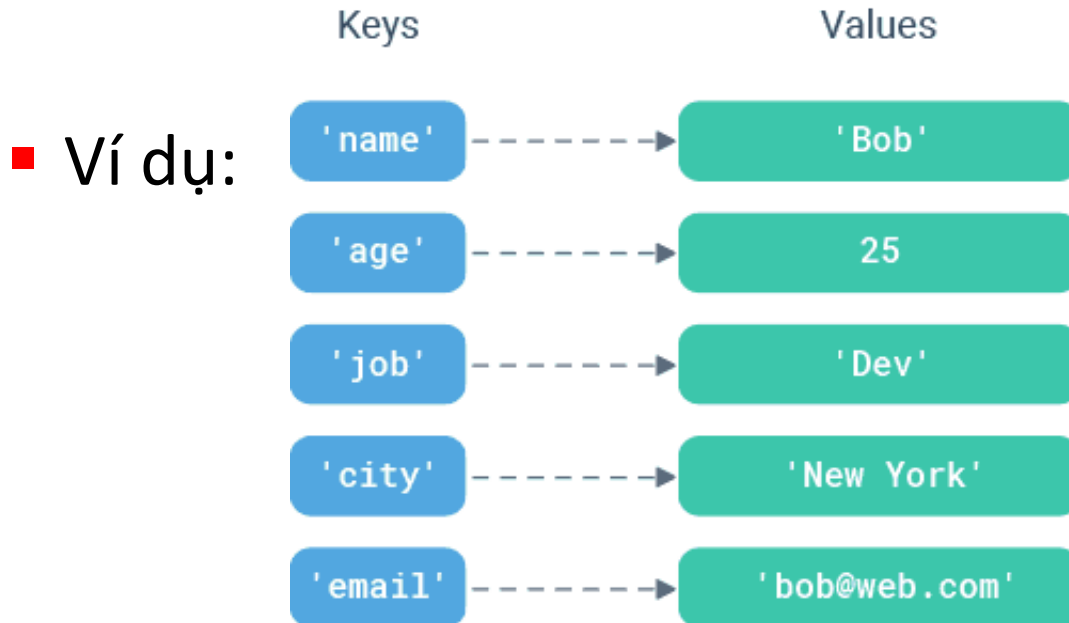 Keys Values
'name' 'Bob'
▪ Ví dụ:
'age' 25
'job' 'Dev'
'city' 'New York'
'email' 'bob@web.com'